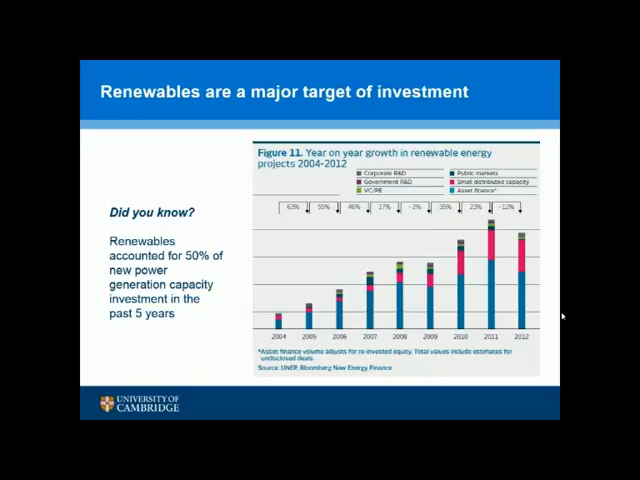 Renewables are a major target of investment
Figure 11. Year on year growth in renewable energy
projects 2004-2012
Corporate R&D
Public markets
Government R&D
Small distributed capacity
VC/PE
Asset finance*
63% 55% 46% 17% -2% 35% 23% -12%
2004 2005 2006 2007 2008 2009 2010 2011 2012
*Asset finance volume adjusts for re-invested equity. Total values include estimates for
undisclosed deals.
Source: UNEP, Bloomberg New Energy Finance
Did you know?
Renewables
accounted for 50% of
new power
generation capacity
investment in the
past 5 years
UNIVERSITY OF
CAMBRIDGE